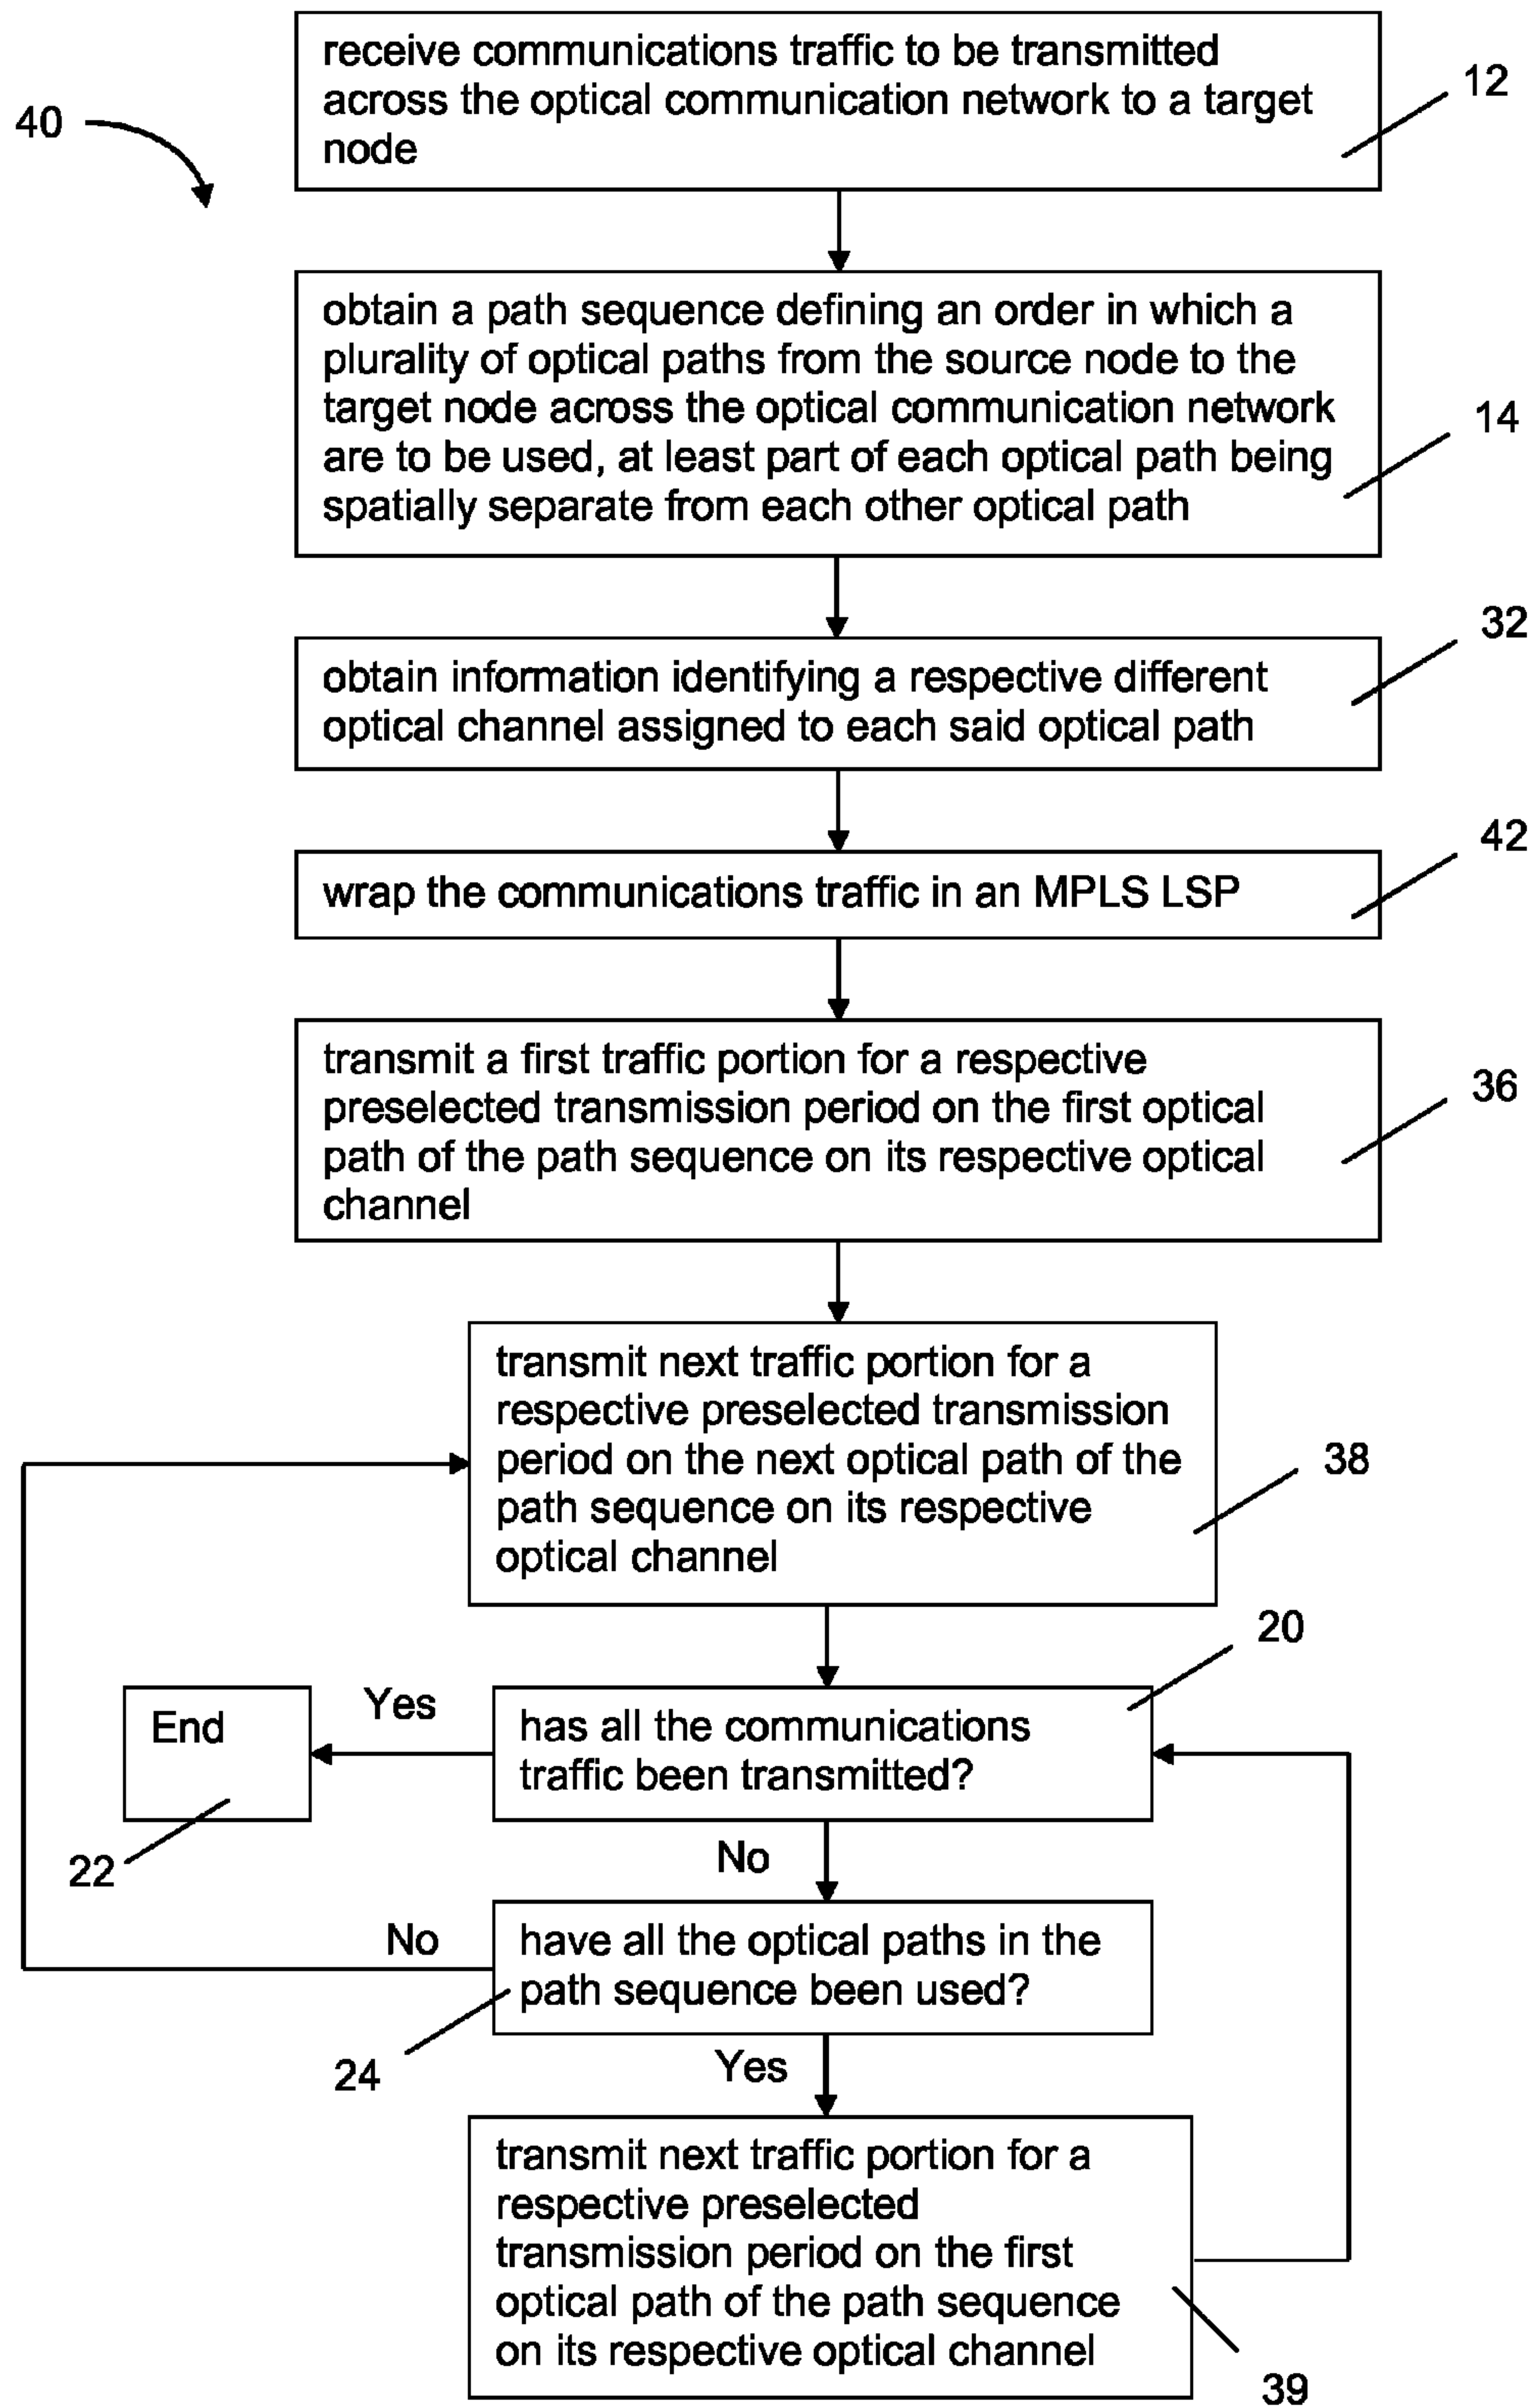 40
receive communications traffic to be transmitted
across the optical communication network to a target
node
12
obtain a path sequence defining an order in which a
plurality of optical paths from the source node to the
target node across the optical communication network
are to be used, at least part of each optical path being
spatially separate from each other optical path
14
obtain information identifying a respective different
optical channel assigned to each said optical path
32
wrap the communications traffic in an MPLS LSP
42
transmit a first traffic portion for a respective
preselected transmission period on the first optical
path of the path sequence on its respective optical
channel
36
transmit next traffic portion for a
respective preselected transmission
period on the next optical path of the
path sequence on its respective
optical channel
38
20
has all the communications
traffic been transmitted?
Yes
End
22
No
have all the optical paths in the
path sequence been used?
No
24
Yes
transmit next traffic portion for a
respective preselected
transmission period on the first
optical path of the path sequence
on its respective optical channel
39